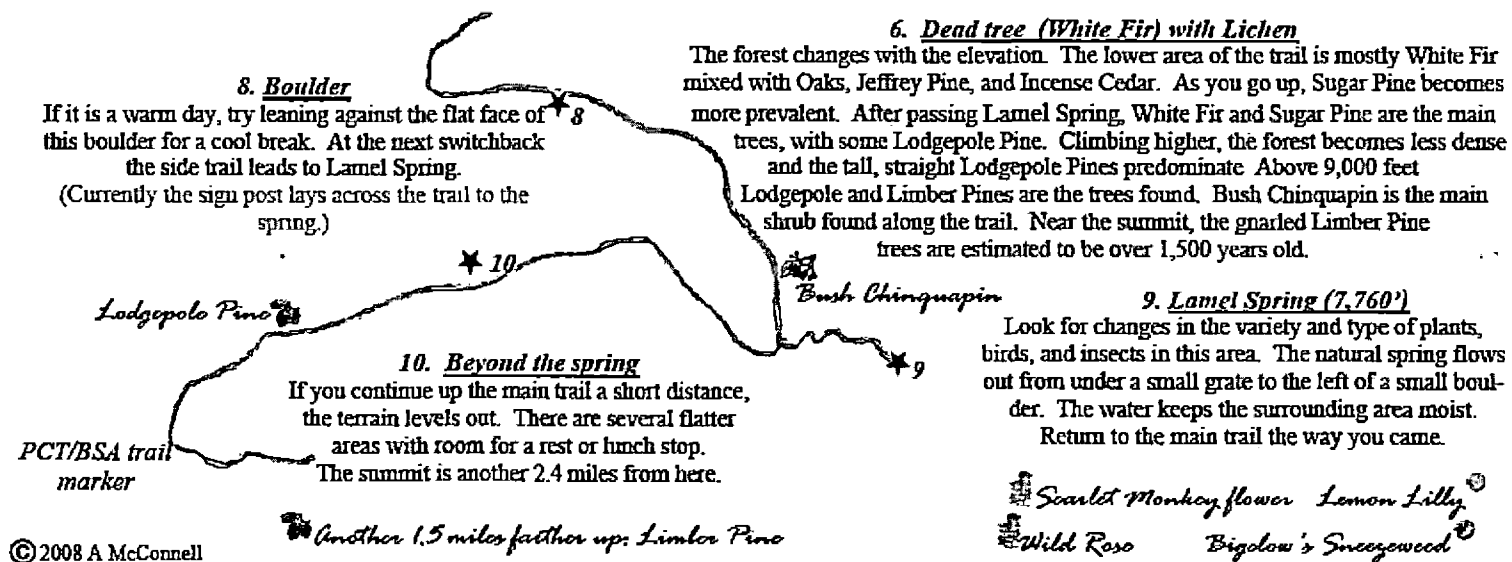 6. Dead tree (White Fir) with Lichen
The forest changes with the elevation. The lower area of the trail is mostly White Fir
mixed with Oaks, Jeffrey Pine, and Incense Cedar. As you go up, Sugar Pine becomes
more prevalent. After passing Lamel Spring, White Fir and Sugar Pine are the main
trees, with some Lodgepole Pine. Climbing higher, the forest becomes less dense
and the tall, straight Lodgepole Pines predominate Above 9,000 feet
Lodgepole and Limber Pines are the trees found. Bush Chinquapin is the main
shrub found along the trail. Near the summit, the gnarled Limber Pine
trees are estimated to be over 1,500 years old.
8. Boulder
If it is a warm day, try leaning against the flat face of
this boulder for a cool break. At the next switchback
the side trail leads to Lamel Spring.
(Currently the sign post lays across the trail to the
spring.)
8
10
Lodgepole Pine
Bush Chinquapin
9
9. Lamel Spring (7,760')
Look for changes in the variety and type of plants,
birds, and insects in this area. The natural spring flows
out from under a small grate to the left of a small boul-
der. The water keeps the surrounding area moist.
Return to the main trail the way you came.
10. Beyond the spring
If you continue up the main trail a short distance,
the terrain levels out. There are several flatter
areas with room for a rest or lunch stop.
The summit is another 2.4 miles from here.
PCT/BSA trail
marker
Another 1.5 miles farther up: Limber Pine
Scarlet Monkey flower Lemon Lilly
Wild Rose Bigelow's Sneezeweed
© 2008 A McConnell